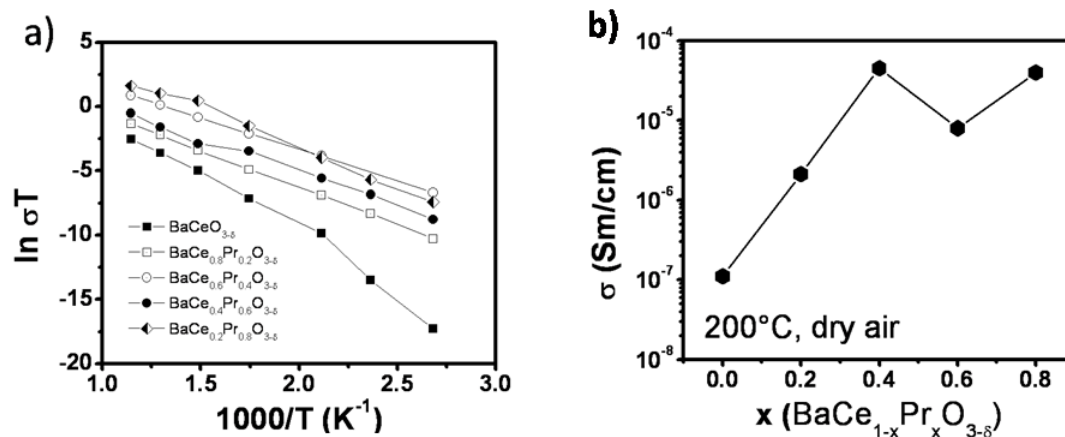 a)
5
0
-5
-10
-15
-20
ln σT
BaCeO3-δ
BaCe0.8Pr0.2O3-δ
BaCe0.6Pr0.4O3-δ
BaCe0.4Pr0.6O3-δ
BaCe0.2Pr0.8O3-δ
1.0 1.5 2.0 2.5 3.0
1000/T (K-1)
b)
10-4
10-5
10-6
10-7
10-8
σ (Sm/cm)
200°C, dry air
0.0 0.2 0.4 0.6 0.8
x (BaCe1-xPrxO3-δ)